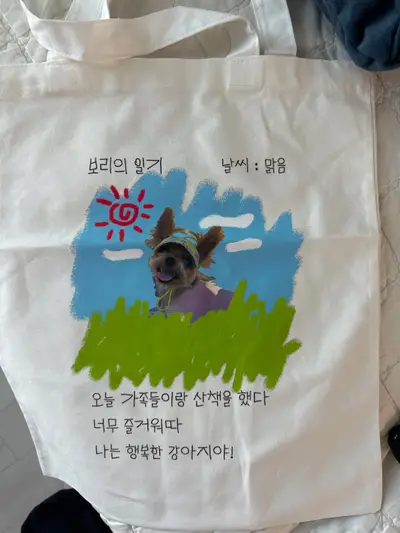 보리의 일기 날씨 : 맑음
오늘 가족들이랑 산책을 했다
너무 즐거워따
나는 행복한 강아지야!